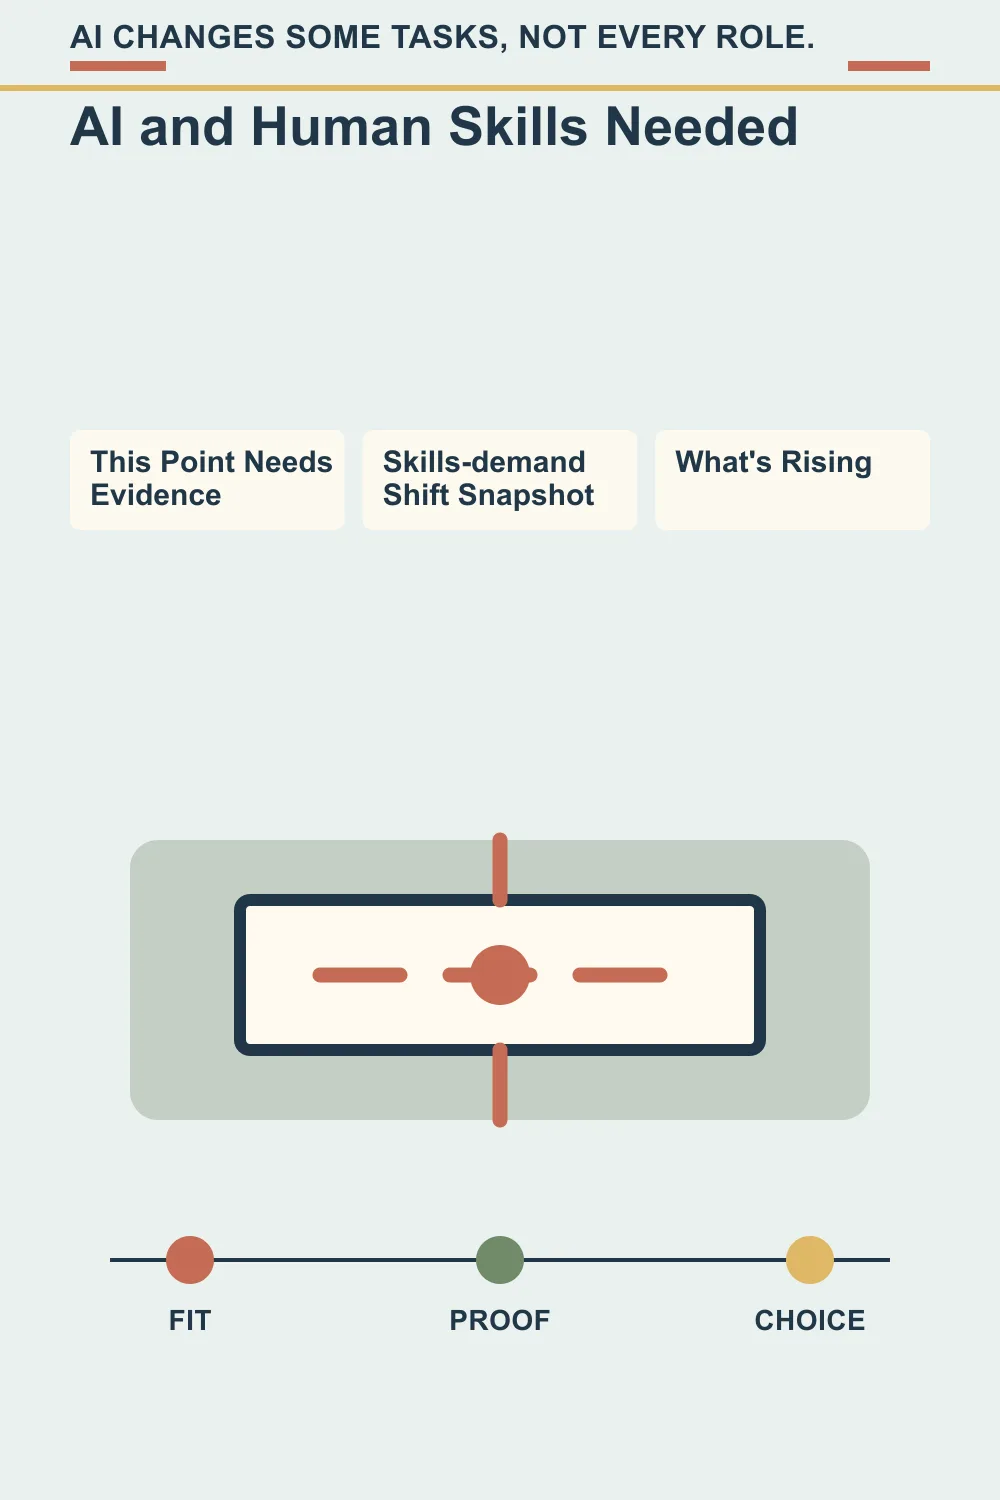 AI CHANGES SOME TASKS, NOT EVERY ROLE.
AI and Human Skills Needed
This Point Needs
Evidence
Skills-demand
Shift Snapshot
What's Rising
FIT
PROOF
CHOICE